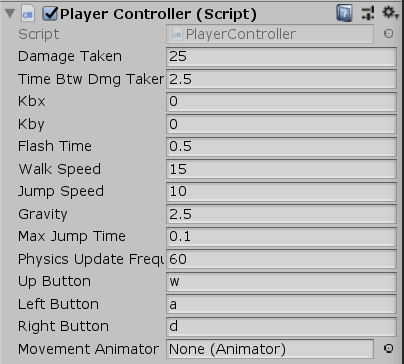 Player Controller (Script)
Script PlayerController
Damage Taken 25
Time Btw Dmg Taken 2.5
Kbx 0
Kby 0
Flash Time 0.5
Walk Speed 15
Jump Speed 10
Gravity 2.5
Max Jump Time 0.1
Physics Update Frequ 60
Up Button w
Left Button a
Right Button d
Movement Animator None (Animator)